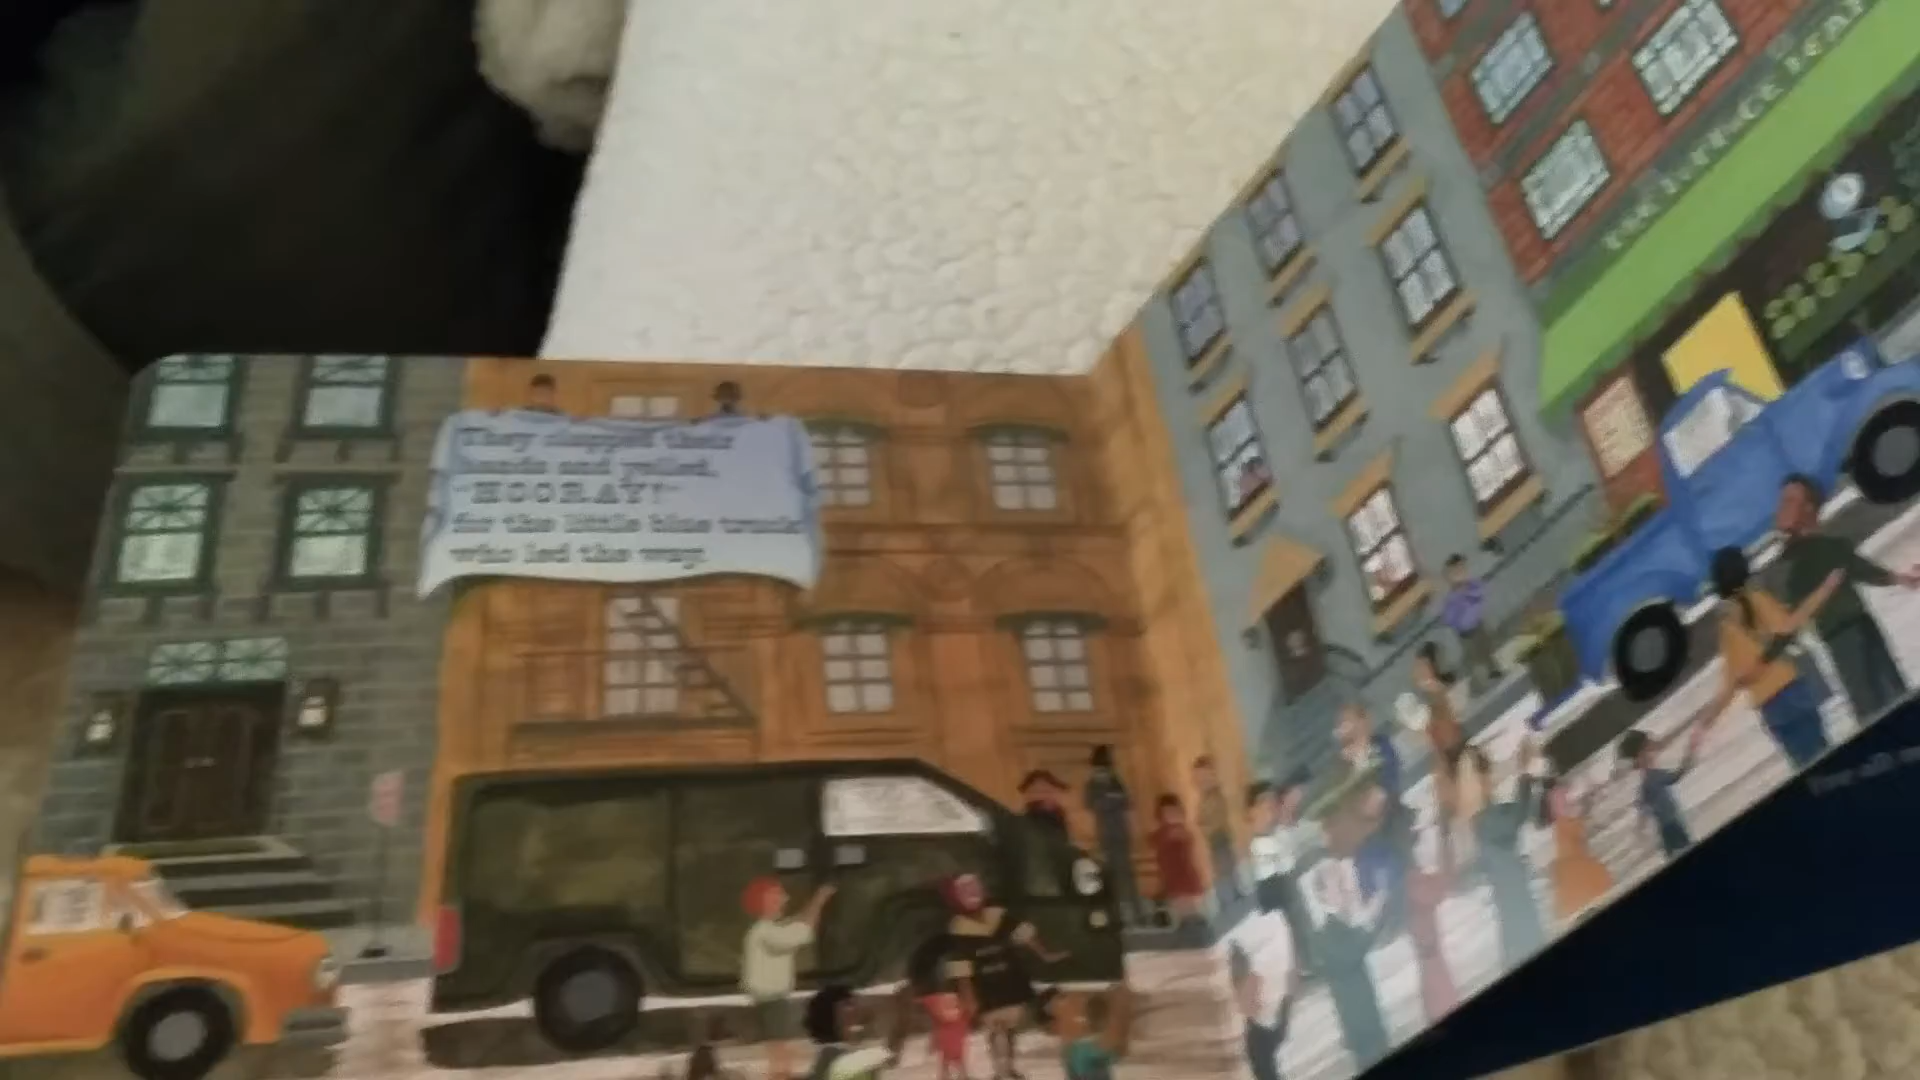 They clapped their
hands and yelled,
"HOORAY!"
for the little blue truck
who led the way.